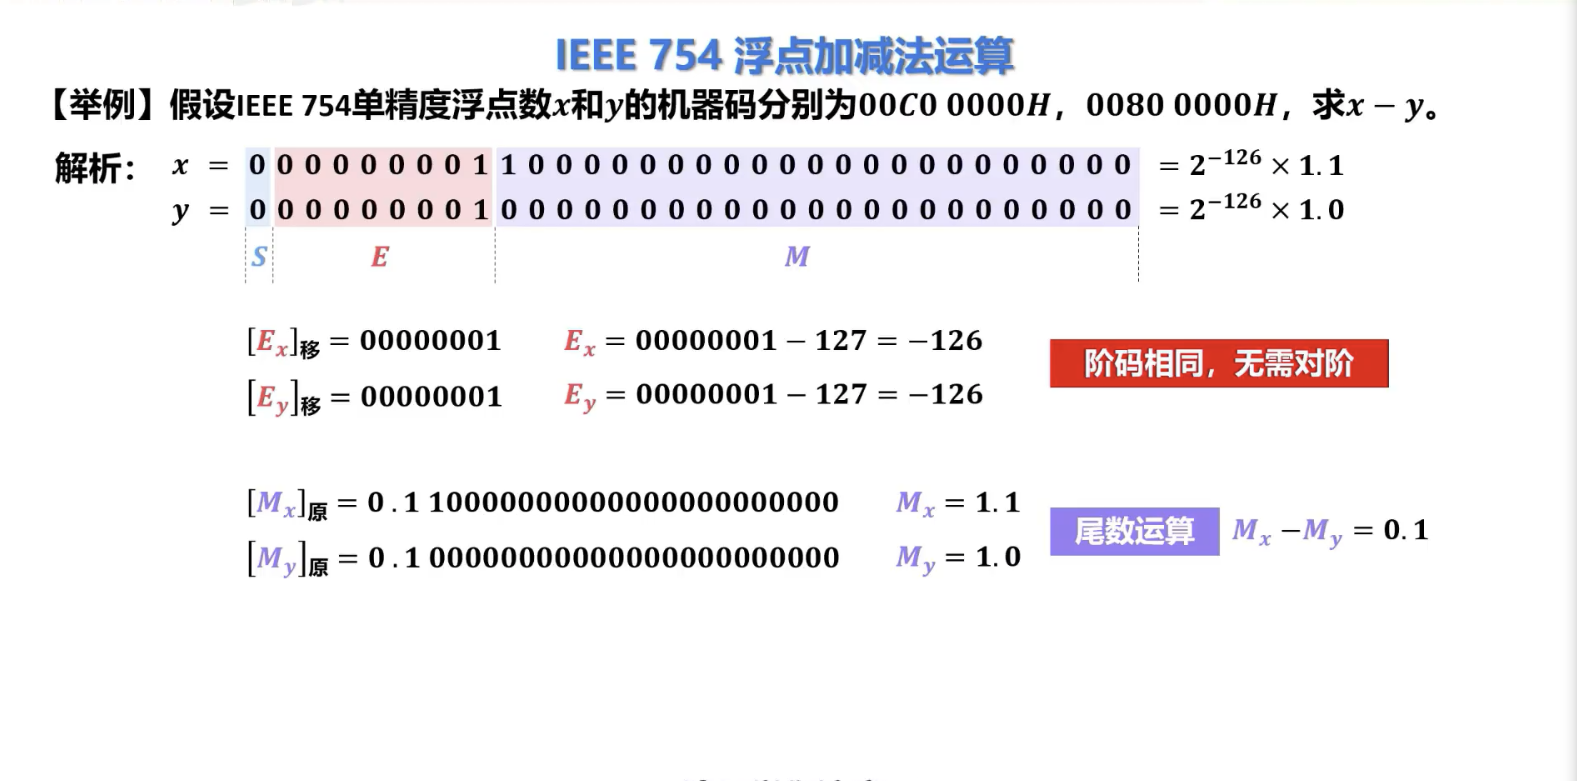 IEEE 754 浮点加减法运算
【举例】假设IEEE 754单精度浮点数x和y的机器码分别为00C0 0000H，0080 0000H，求x − y。
解析： x = 0 0 0 0 0 0 0 0 1 1 0 0 0 0 0 0 0 0 0 0 0 0 0 0 0 0 0 0 0 0 0 0 = 2⁻¹²⁶ × 1.1
y = 0 0 0 0 0 0 0 0 1 0 0 0 0 0 0 0 0 0 0 0 0 0 0 0 0 0 0 0 0 0 0 0 = 2⁻¹²⁶ × 1.0
S E M
[Eₓ]移 = 00000001 Eₓ = 00000001 − 127 = −126
阶码相同，无需对阶
[Ey]移 = 00000001 Ey = 00000001 − 127 = −126
[Mₓ]原 = 0.1 10000000000000000000000 Mₓ = 1.1
尾数运算 Mₓ −My = 0.1
[My]原 = 0.1 00000000000000000000000 My = 1.0